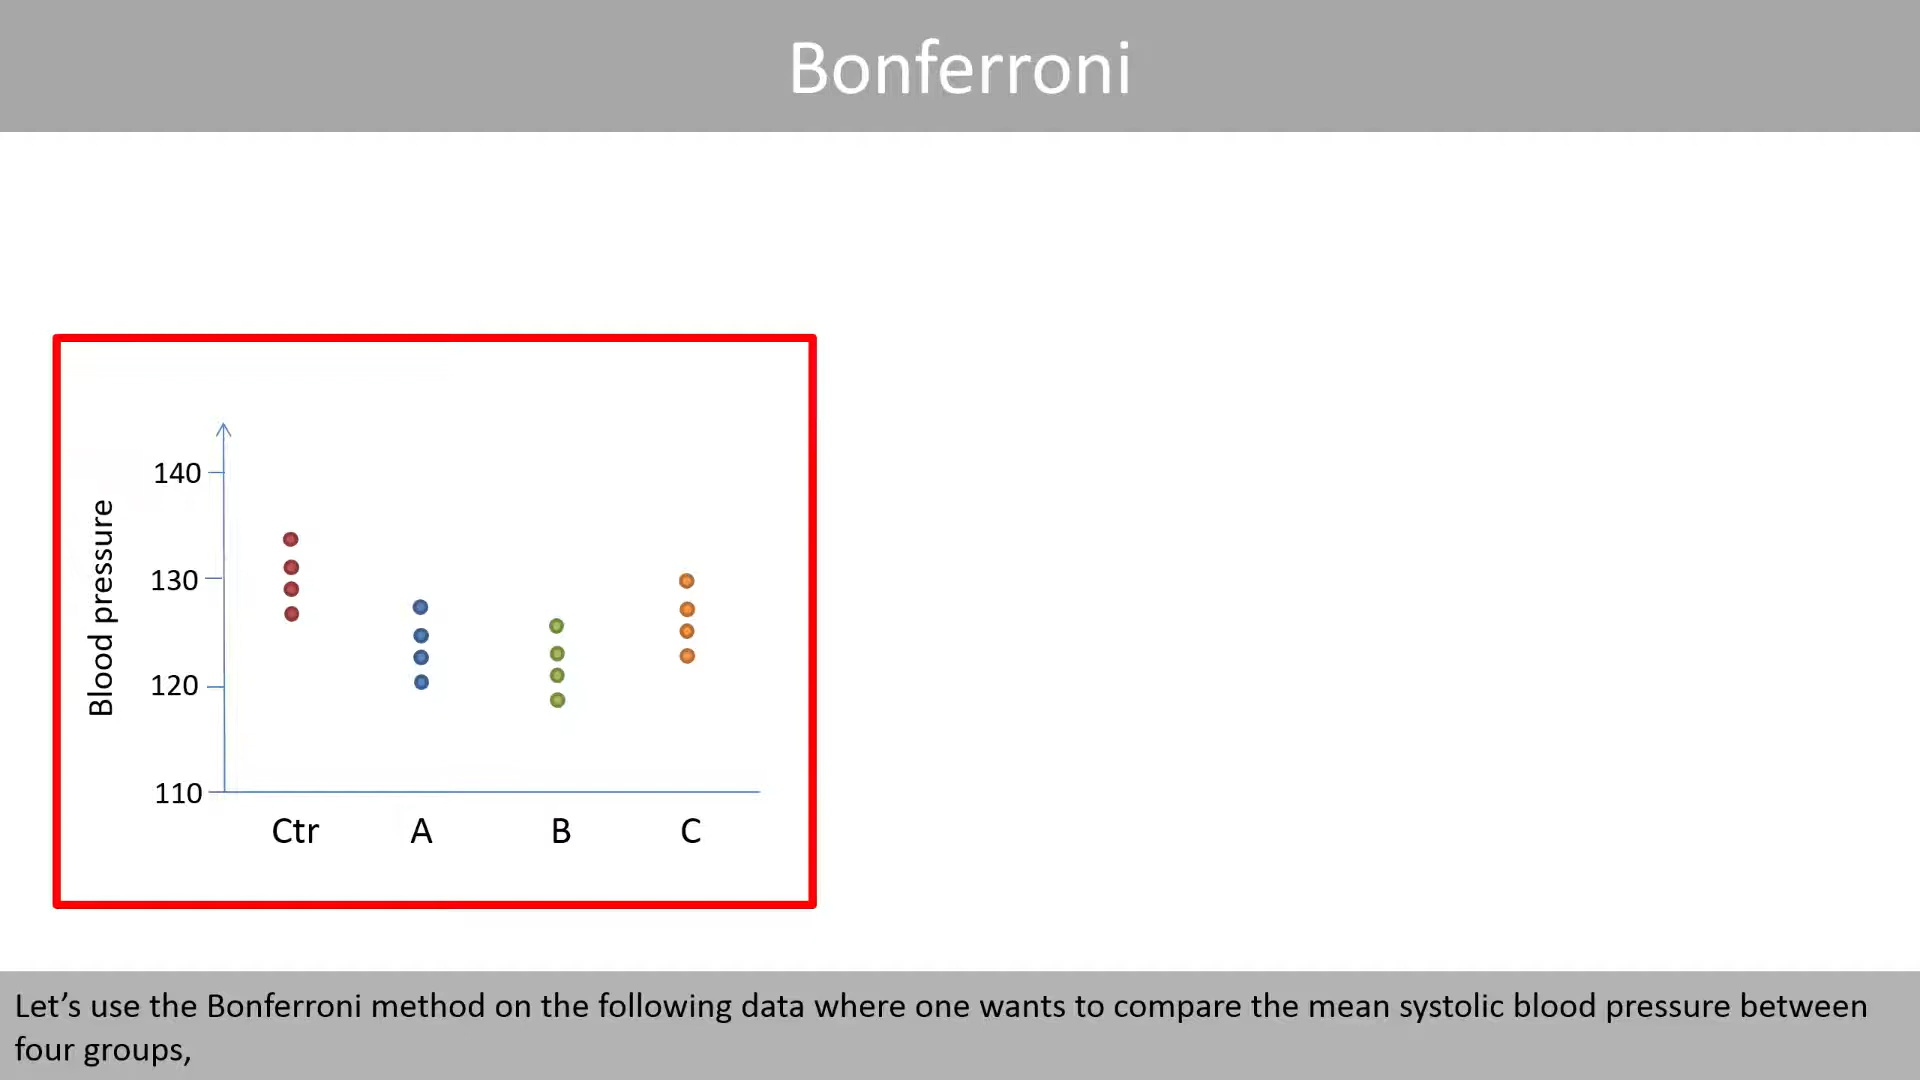 Bonferroni
140
130
120
110
Blood pressure
Ctr A B C
Let’s use the Bonferroni method on the following data where one wants to compare the mean systolic blood pressure between
four groups,